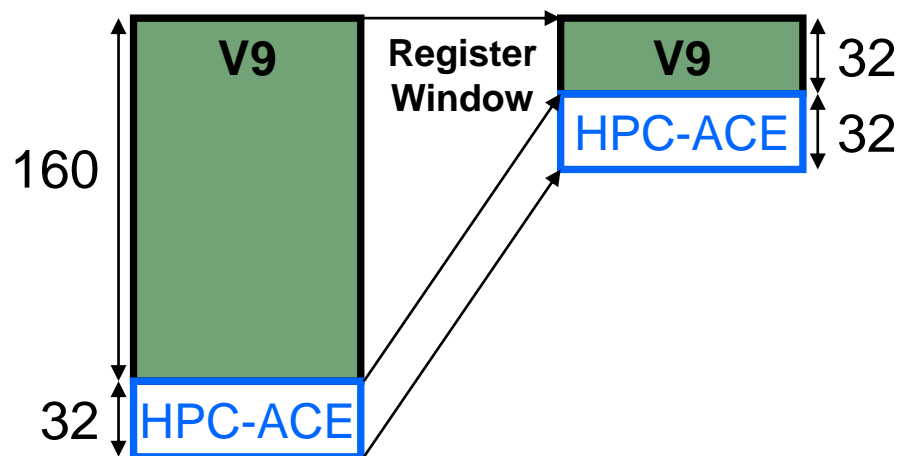 V9
Register
Window
V9
32
HPC-ACE
32
160
32
HPC-ACE